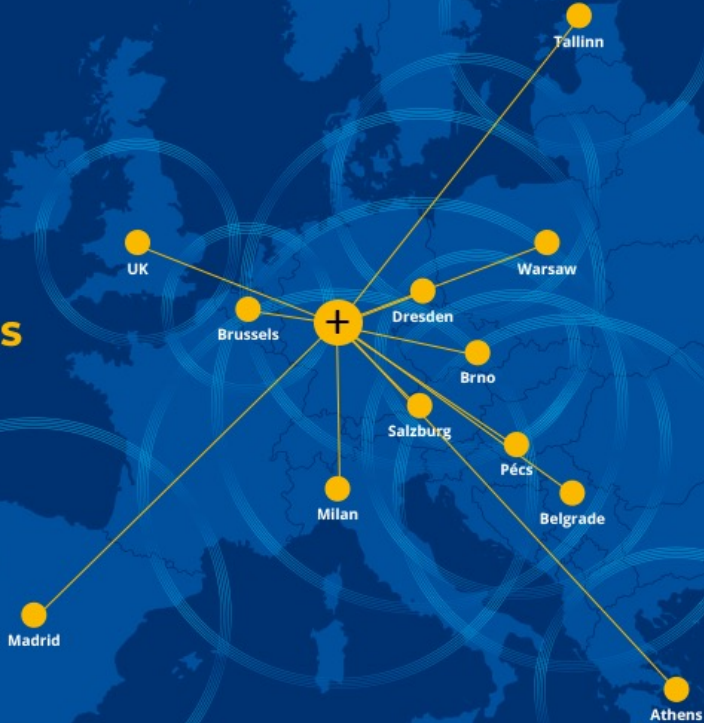 Tallinn
UK
Warsaw
Dresden
Brussels
s
+
Brno
Salzburg
Pécs
Milan
Belgrade
Madrid
Athens